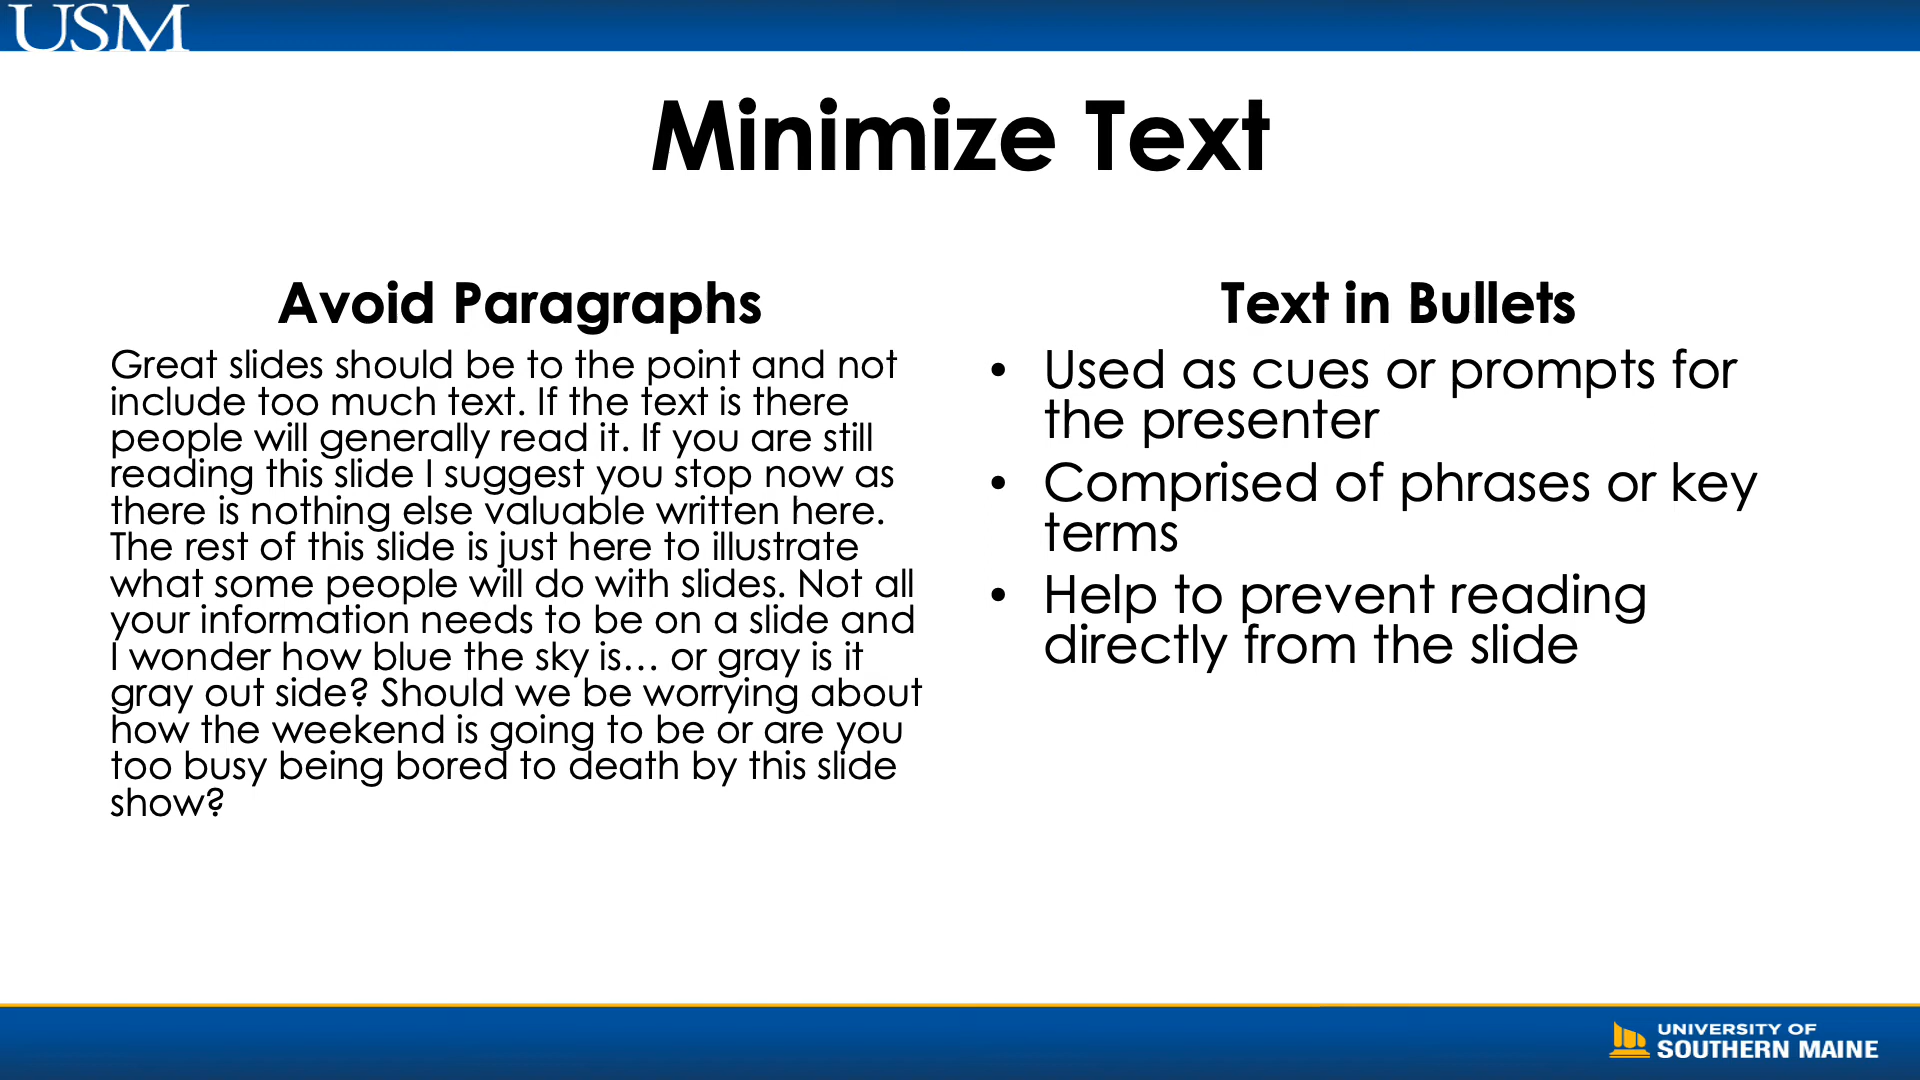 USM
Minimize Text
Avoid Paragraphs
Great slides should be to the point and not
include too much text. If the text is there
people will generally read it. If you are still
reading this slide I suggest you stop now as
there is nothing else valuable written here.
The rest of this slide is just here to illustrate
what some people will do with slides. Not all
your information needs to be on a slide and
I wonder how blue the sky is… or gray is it
gray out side? Should we be worrying about
how the weekend is going to be or are you
too busy being bored to death by this slide
show?
Text in Bullets
• Used as cues or prompts for
the presenter
• Comprised of phrases or key
terms
• Help to prevent reading
directly from the slide
UNIVERSITY OF
SOUTHERN MAINE